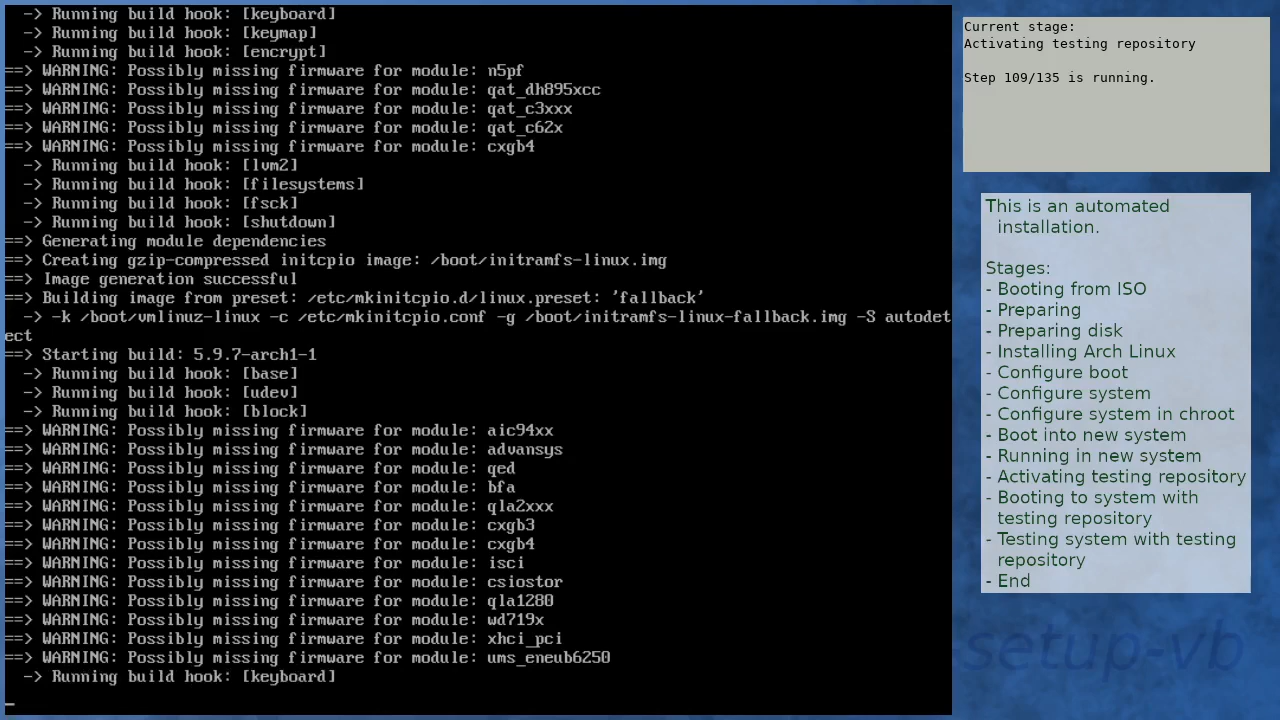 -> Running build hook: [keyboard]
-> Running build hook: [keymap]
-> Running build hook: [encrypt]
==> WARNING: Possibly missing firmware for module: n5pf
==> WARNING: Possibly missing firmware for module: qat_dh895xcc
==> WARNING: Possibly missing firmware for module: qat_c3xxx
==> WARNING: Possibly missing firmware for module: qat_c62x
==> WARNING: Possibly missing firmware for module: cxgb4
-> Running build hook: [lvm2]
-> Running build hook: [filesystems]
-> Running build hook: [fsck]
-> Running build hook: [shutdown]
==> Generating module dependencies
==> Creating gzip-compressed initcpio image: /boot/initramfs-linux.img
==> Image generation successful
==> Building image from preset: /etc/mkinitcpio.d/linux.preset: 'fallback'
-> -k /boot/vmlinuz-linux -c /etc/mkinitcpio.conf -g /boot/initramfs-linux-fallback.img -S autodet
ect
==> Starting build: 5.9.7-arch1-1
-> Running build hook: [base]
-> Running build hook: [udev]
-> Running build hook: [block]
==> WARNING: Possibly missing firmware for module: aic94xx
==> WARNING: Possibly missing firmware for module: advansys
==> WARNING: Possibly missing firmware for module: qed
==> WARNING: Possibly missing firmware for module: bfa
==> WARNING: Possibly missing firmware for module: qla2xxx
==> WARNING: Possibly missing firmware for module: cxgb3
==> WARNING: Possibly missing firmware for module: cxgb4
==> WARNING: Possibly missing firmware for module: isci
==> WARNING: Possibly missing firmware for module: csiostor
==> WARNING: Possibly missing firmware for module: qla1280
==> WARNING: Possibly missing firmware for module: wd719x
==> WARNING: Possibly missing firmware for module: xhci_pci
==> WARNING: Possibly missing firmware for module: ums_eneub6250
-> Running build hook: [keyboard]
Current stage:
Activating testing repository
Step 109/135 is running.
This is an automated
installation.
Stages:
- Booting from ISO
- Preparing
- Preparing disk
- Installing Arch Linux
- Configure boot
- Configure system
- Configure system in chroot
- Boot into new system
- Running in new system
- Activating testing repository
- Booting to system with
testing repository
- Testing system with testing
repository
- End
setup-vb